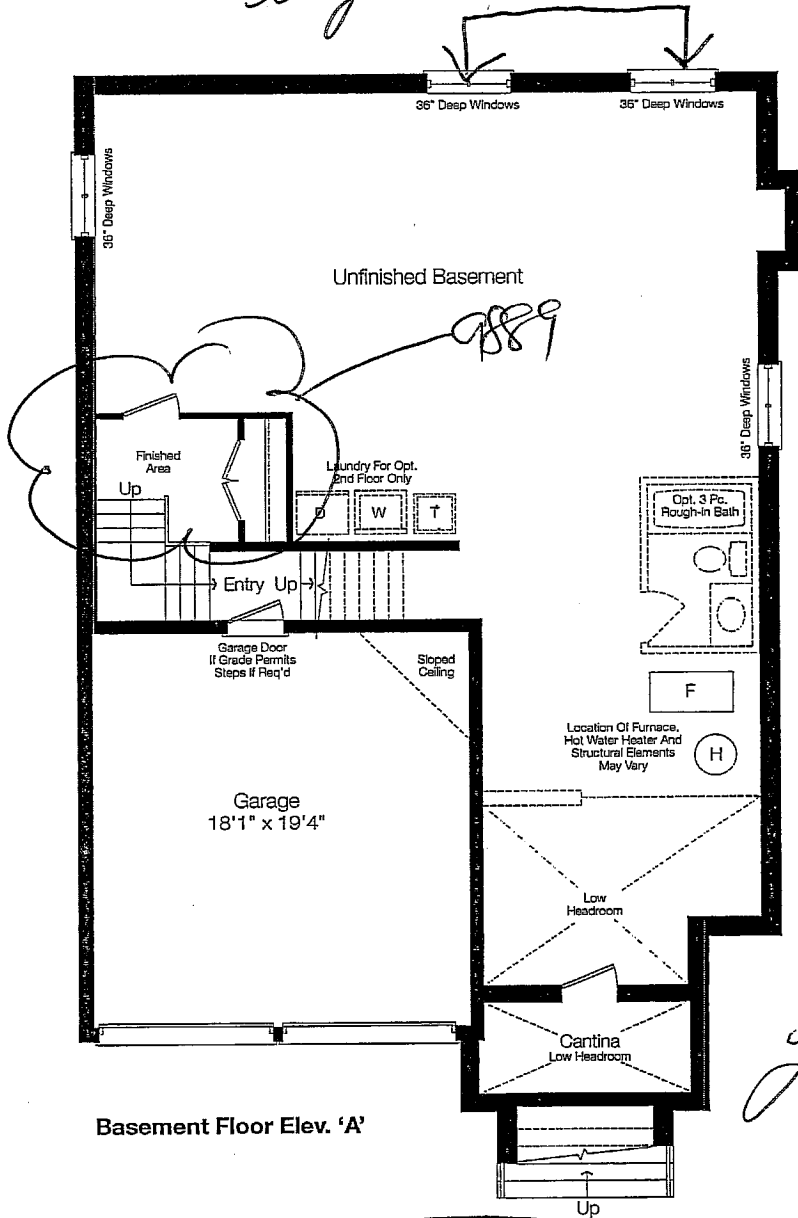 36" Deep Windows
36" Deep Windows
36" Deep Windows
Unfinished Basement
9889
36" Deep Windows
Finished
Area
Up
Laundry For Opt.
2nd Floor Only
D
W
T
Opt. 3 Pc.
Rough-In Bath
Entry Up
Garage Door
If Grade Permits
Steps If Req'd
Sloped
Ceiling
F
Location Of Furnace,
Hot Water Heater And
Structural Elements
May Vary
H
Garage
18'1" x 19'4"
Low
Headroom
Cantina
Low Headroom
Basement Floor Elev. 'A'
Up